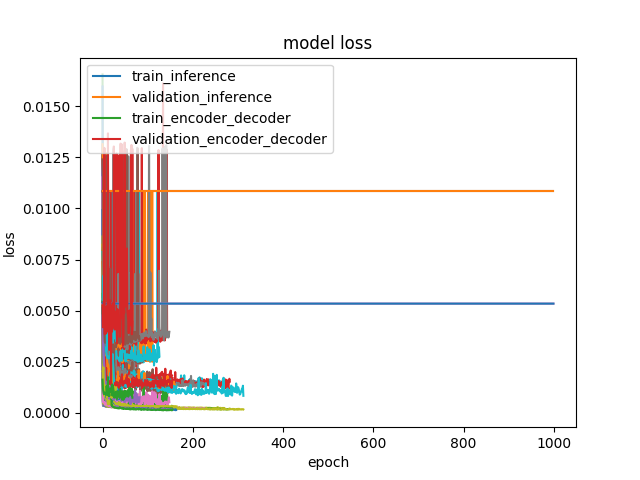 model loss
train_inference
validation_inference
train_encoder_decoder
validation_encoder_decoder
0.0150
0.0125
0.0100
0.0075
0.0050
0.0025
0.0000
loss
0 200 400 600 800 1000
epoch